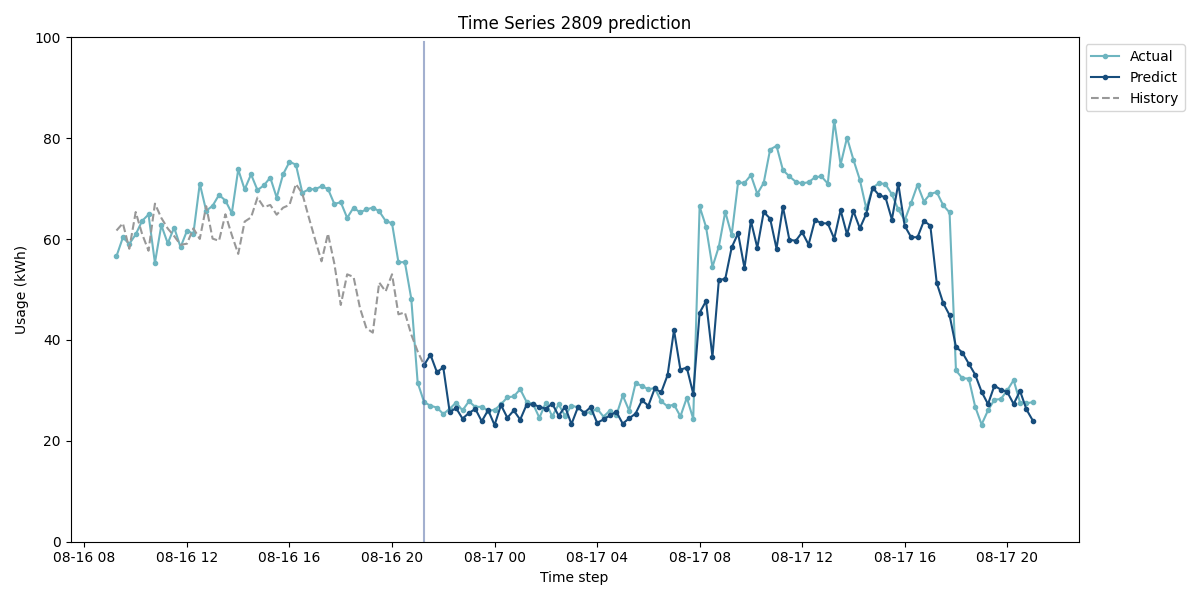 Time Series 2809 prediction
Usage (kWh)
100
80
60
40
20
0
08-16 08
08-16 12
08-16 16
08-16 20
08-17 00
08-17 04
08-17 08
08-17 12
08-17 16
08-17 20
Time step
Actual
Predict
History